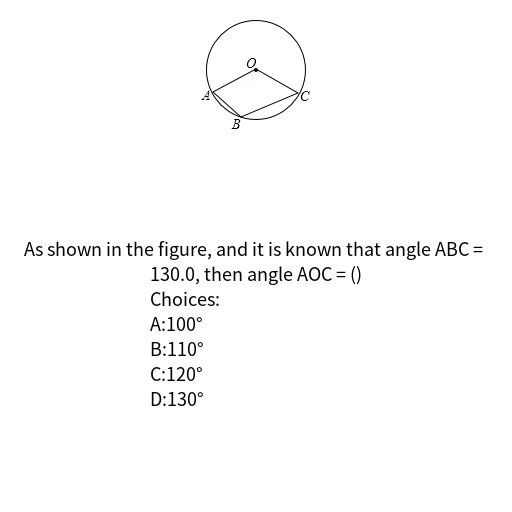 O
A
C
B
As shown in the figure, and it is known that angle ABC =
130.0, then angle AOC = ()
Choices:
A:100°
B:110°
C:120°
D:130°